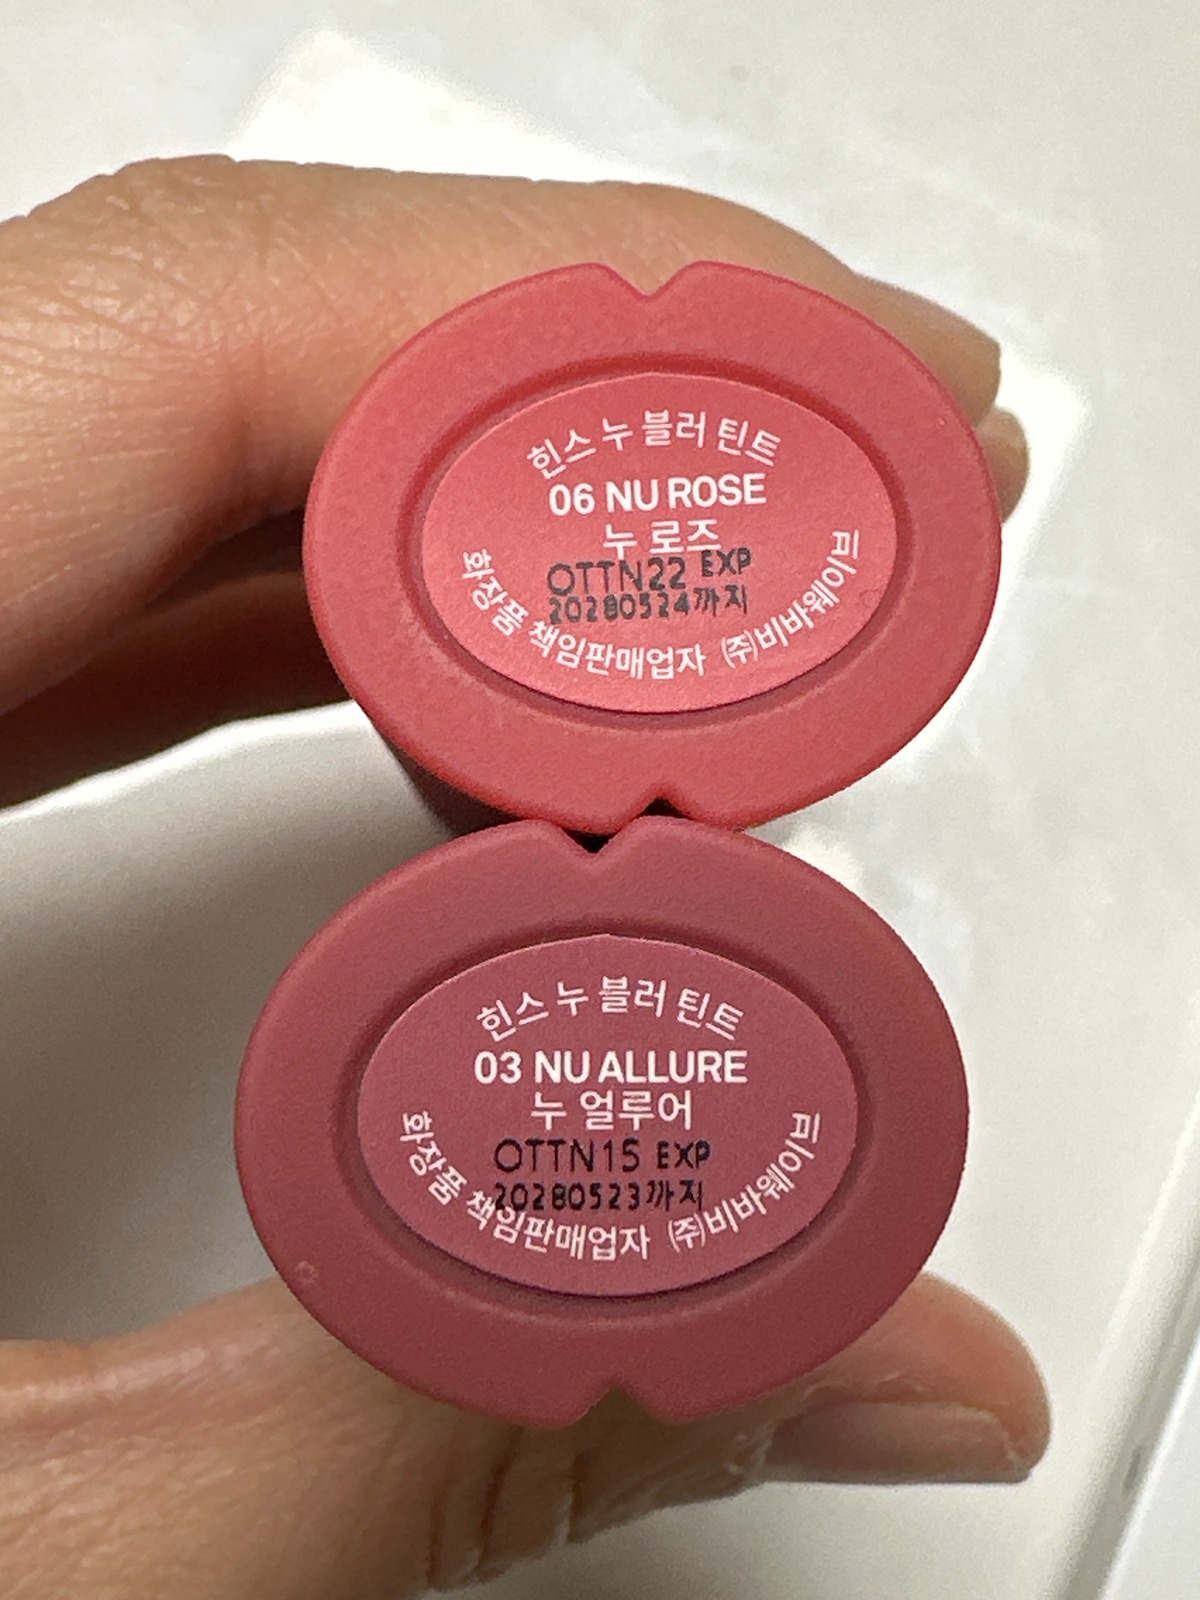 힌스 누 블러 틴트
06 NU ROSE
누 로즈
OTTN22 EXP
20280524까지
화장품 책임판매업자 ㈜비바웨이브
힌스 누 블러 틴트
03 NU ALLURE
누 얼루어
OTTN15 EXP
20280523까지
화장품 책임판매업자 ㈜비바웨이브